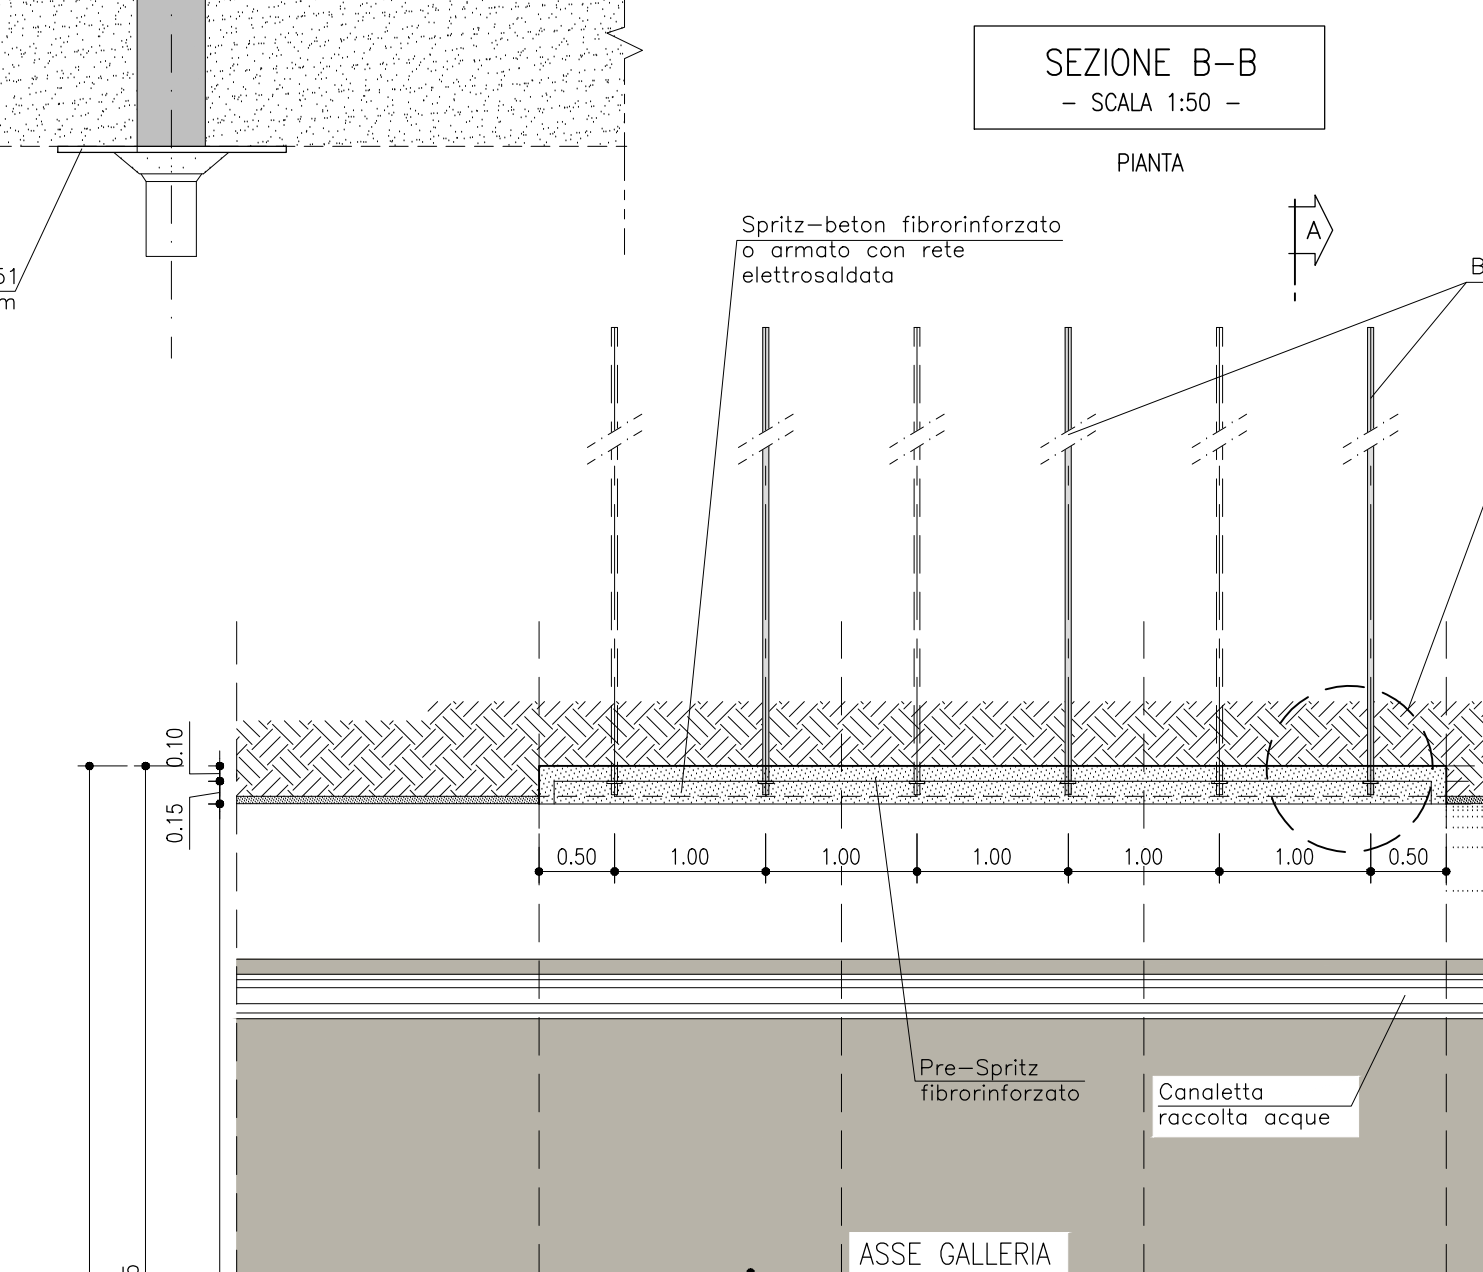 SEZIONE B-B
- SCALA 1:50 -
PIANTA
A
Spritz-beton fibrorinforzato
o armato con rete
elettrosaldata
B
61
m
0.10
0.15
0.50 1.00 1.00 1.00 1.00 1.00 0.50
Pre-Spritz
fibrorinforzato
Canaletta
raccolta acque
ASSE GALLERIA